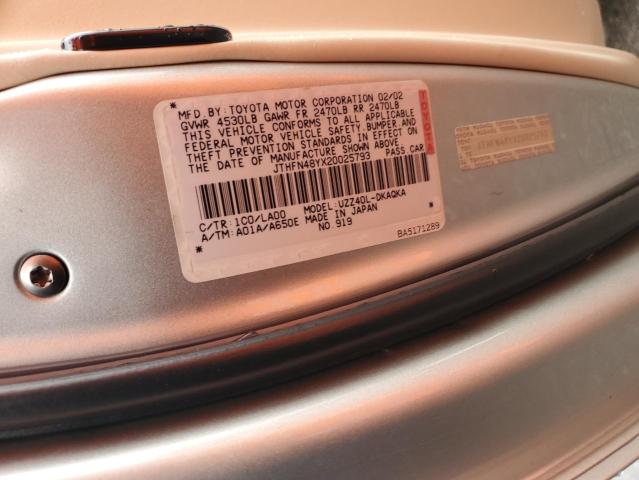 MFD.BY:TOYOTA MOTOR CORPORATION 02/02
GVWR 4530LB GAWR FR 2470LB RR 2470LB
THIS VEHICLE CONFORMS TO ALL APPLICABLE
FEDERAL MOTOR VEHICLE SAFETY,BUMPER,AND
THEFT PREVENTION STANDARDS IN EFFECT ON
THE DATE OF MANUFACTURE SHOWN ABOVE.
JTHFN48YX20025793 PASS CAR
C/TR:1C0/LA00 MODEL:UZZ40L-DKAQKA
A/TM:A01A/A650E MADE IN JAPAN
NO.919
BA5171289
TOYOTA
JTHFN48YX20025793